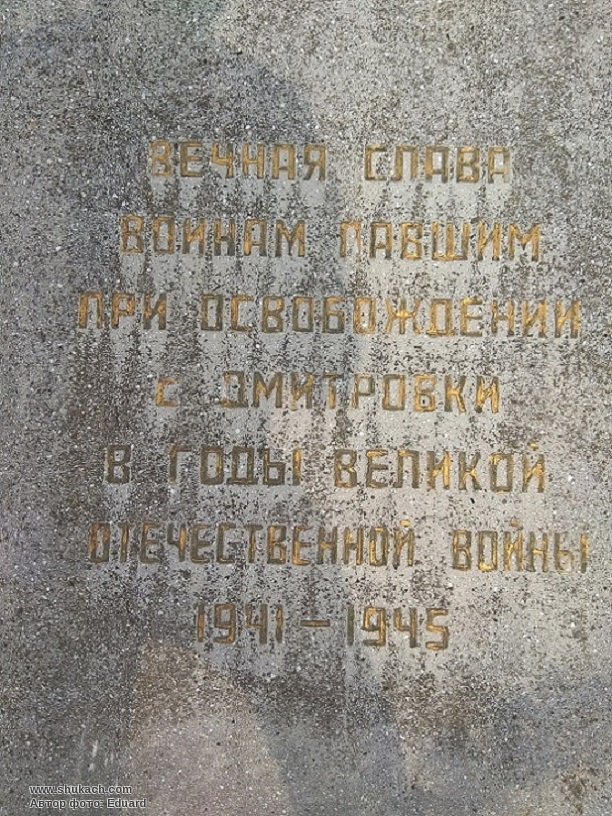 ВЕЧНАЯ СЛАВА
ВОИНАМ ПАВШИМ
ПРИ ОСВОБОЖДЕНИИ
с. ДМИТРОВКИ
В ГОДЫ ВЕЛИКОЙ
ОТЕЧЕСТВЕННОЙ ВОЙНЫ
1941 – 1945
www.shukach.com
Автор фото: Eduard